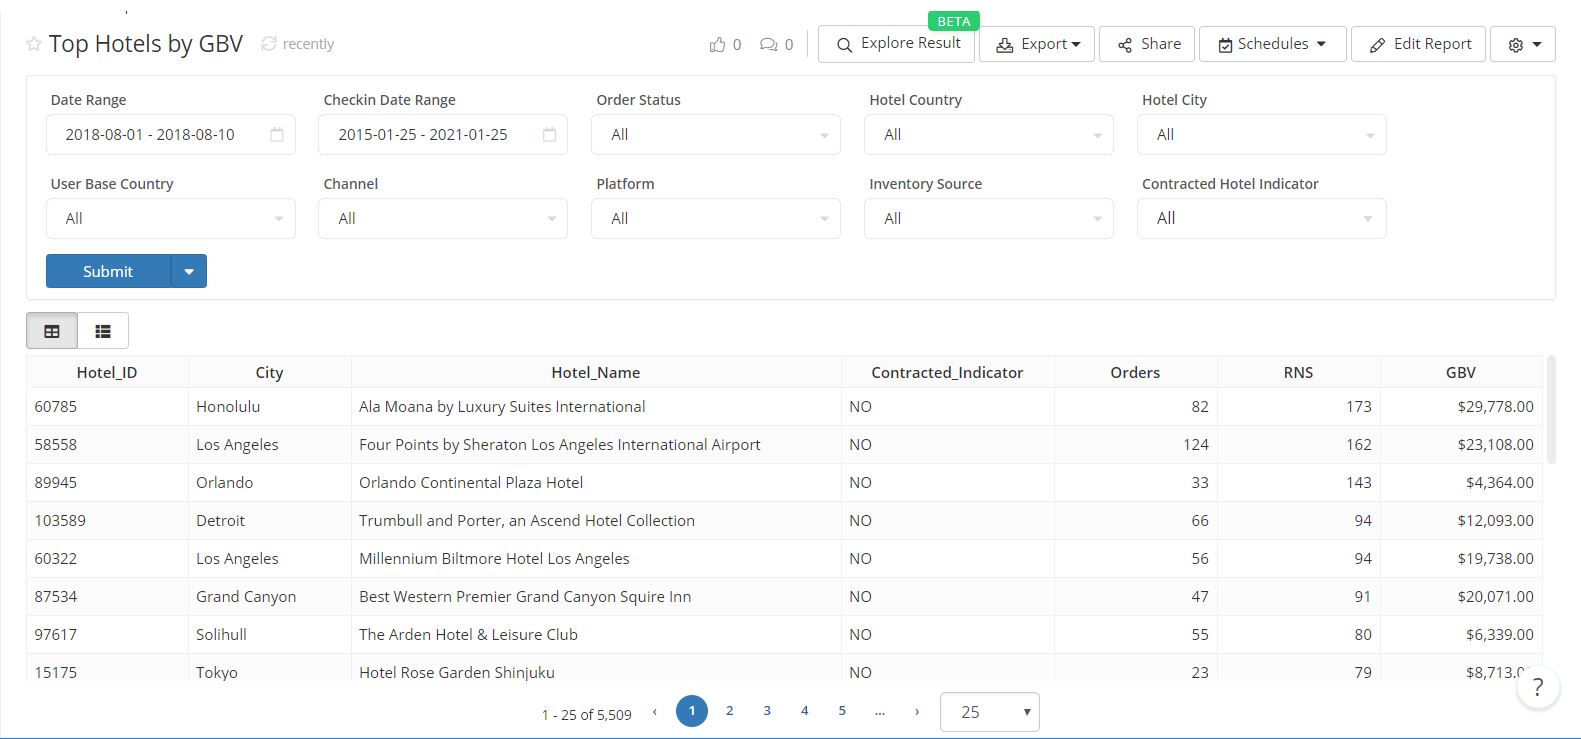 BETA
Top Hotels by GBV recently 0 0 Explore Result Export Share Schedules Edit Report
Date Range Checkin Date Range Order Status Hotel Country Hotel City
2018-08-01 - 2018-08-10 2015-01-25 - 2021-01-25 All All All
User Base Country Channel Platform Inventory Source Contracted Hotel Indicator
All All All All All
Submit
Hotel_ID City Hotel_Name Contracted_Indicator Orders RNS GBV
60785 Honolulu Ala Moana by Luxury Suites International NO 82 173 $29,778.00
58558 Los Angeles Four Points by Sheraton Los Angeles International Airport NO 124 162 $23,108.00
89945 Orlando Orlando Continental Plaza Hotel NO 33 143 $4,364.00
103589 Detroit Trumbull and Porter, an Ascend Hotel Collection NO 66 94 $12,093.00
60322 Los Angeles Millennium Biltmore Hotel Los Angeles NO 56 94 $19,738.00
87534 Grand Canyon Best Western Premier Grand Canyon Squire Inn NO 47 91 $20,071.00
97617 Solihull The Arden Hotel & Leisure Club NO 55 80 $6,339.00
15175 Tokyo Hotel Rose Garden Shinjuku NO 23 79 $8,713.0
?
1 - 25 of 5,509 ‹ 1 2 3 4 5 ... › 25